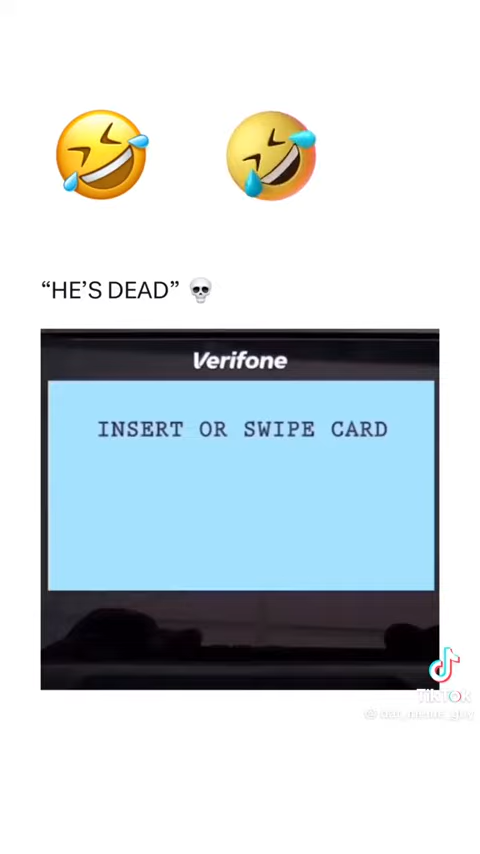 “HE’S DEAD” 💀
Verifone
INSERT OR SWIPE CARD
TikTok